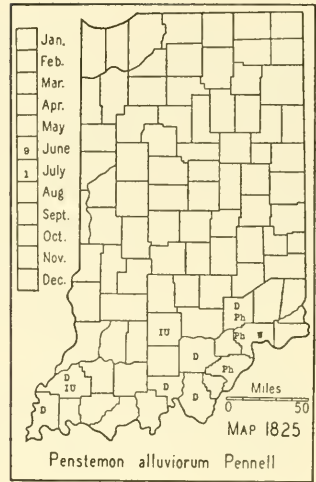 Jan.
Feb.
Mar.
Apr.
May
9 June
1 July
Aug
Sept.
Oct.
Nov.
Dec.
D
Ph
IU
Ph
W
D
D
IU
Ph
D
D
D
Miles
0 50
MAP 1825
Penstemon alluviorum Pennell